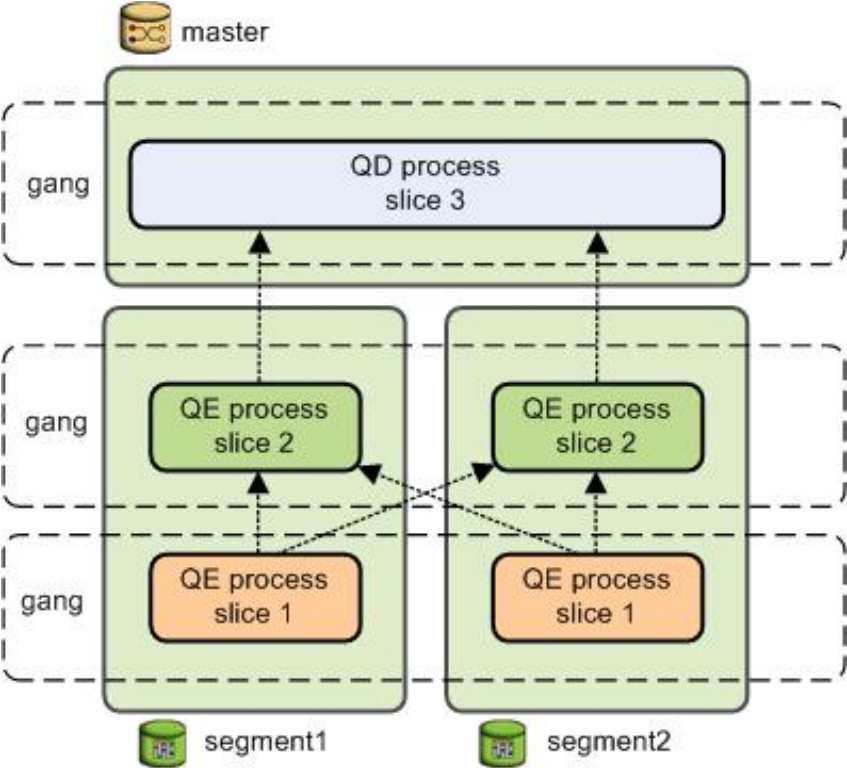 master
gang
QD process
slice 3
gang
QE process
slice 2
QE process
slice 2
gang
QE process
slice 1
QE process
slice 1
segment1
segment2